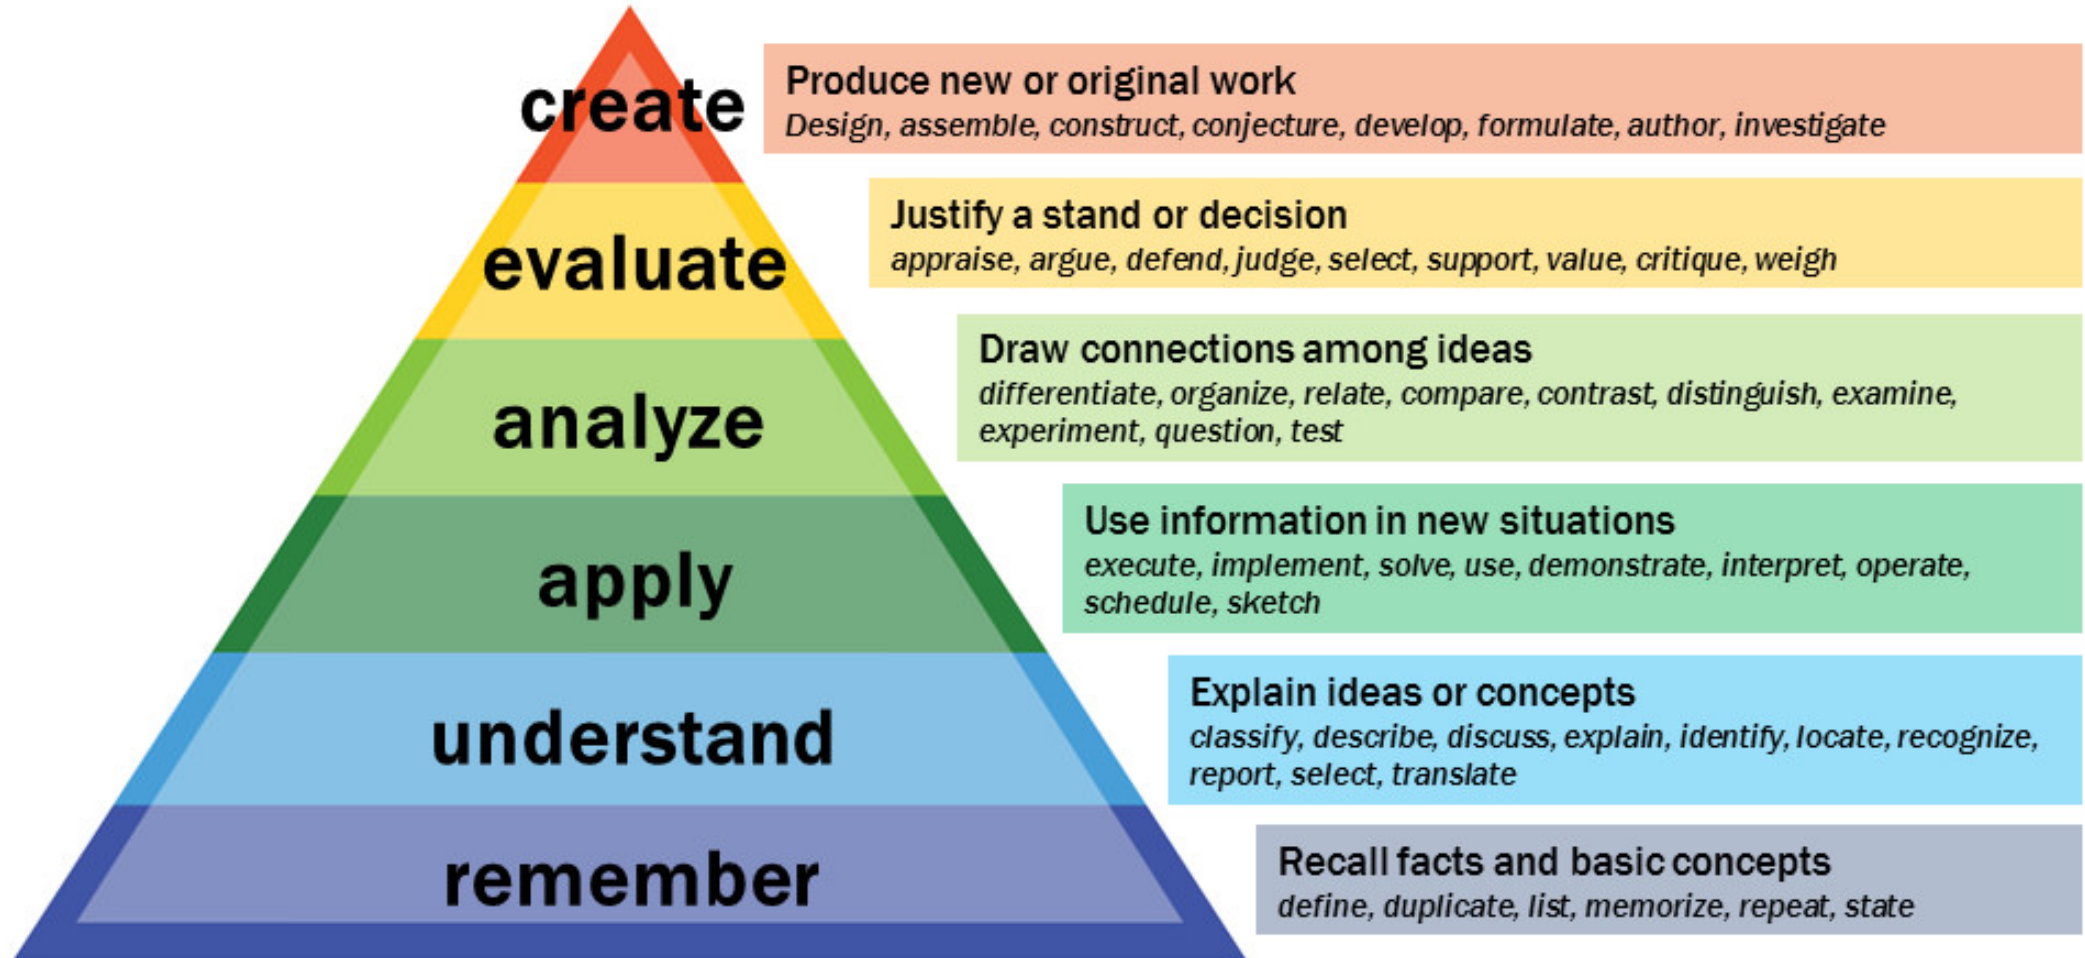 create
Produce new or original work
Design, assemble, construct, conjecture, develop, formulate, author, investigate
evaluate
Justify a stand or decision
appraise, argue, defend, judge, select, support, value, critique, weigh
analyze
Draw connections among ideas
differentiate, organize, relate, compare, contrast, distinguish, examine,
experiment, question, test
apply
Use information in new situations
execute, implement, solve, use, demonstrate, interpret, operate,
schedule, sketch
understand
Explain ideas or concepts
classify, describe, discuss, explain, identify, locate, recognize,
report, select, translate
remember
Recall facts and basic concepts
define, duplicate, list, memorize, repeat, state